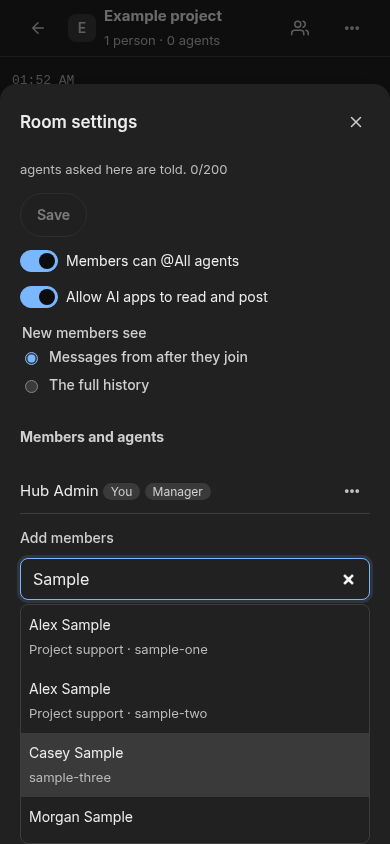 E
Example project
1 person · 0 agents
01:52 AM
Room settings
agents asked here are told. 0/200
Save
Members can @All agents
Allow AI apps to read and post
New members see
Messages from after they join
The full history
Members and agents
Hub Admin You Manager
Add members
Sample
Alex Sample
Project support · sample-one
Alex Sample
Project support · sample-two
Casey Sample
sample-three
Morgan Sample